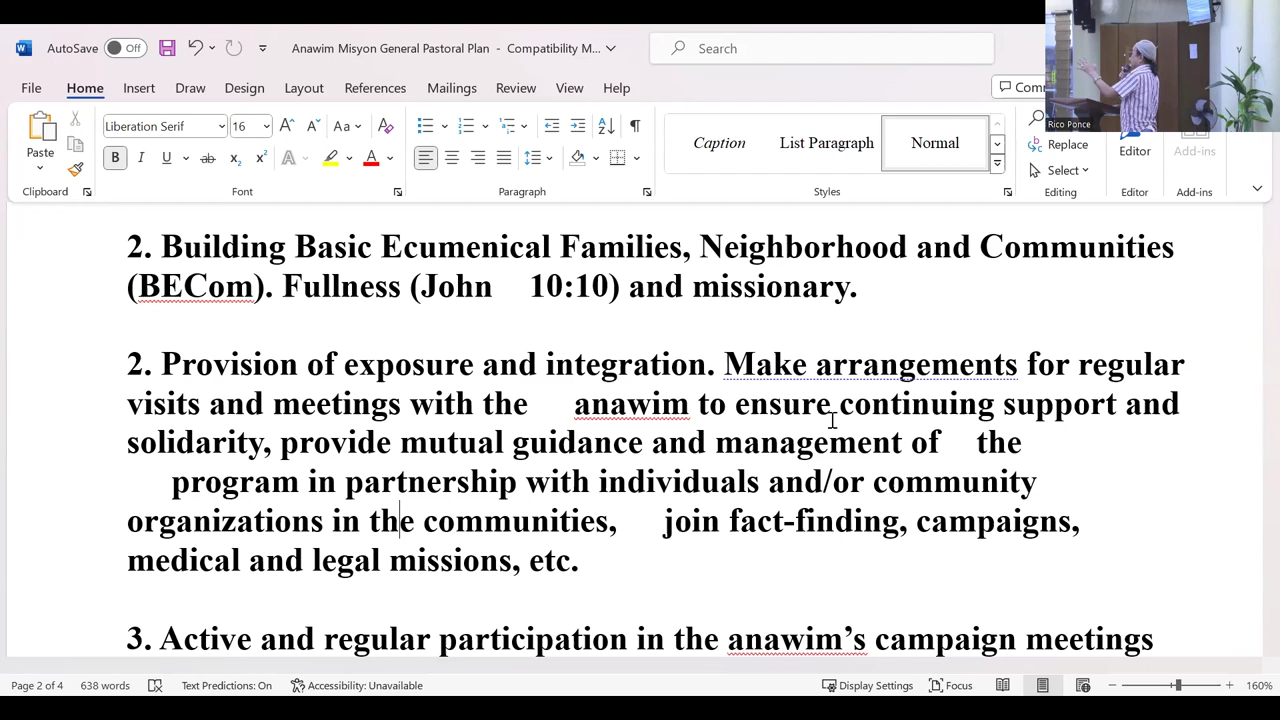 AutoSave Off Anawim Misyon General Pastoral Plan - Compatibility M... Search
File Home Insert Draw Design Layout References Mailings Review View Help Com
Rico Ponce
Liberation Serif 16 Aa
Paste
B I U ab x₂ x² A A
Caption List Paragraph Normal
Replace
Select
Editor
Add-ins
Clipboard Font Paragraph Styles Editing Editor Add-ins
2. Building Basic Ecumenical Families, Neighborhood and Communities
(BECom). Fullness (John 10:10) and missionary.
2. Provision of exposure and integration. Make arrangements for regular
visits and meetings with the anawim to ensure continuing support and
solidarity, provide mutual guidance and management of the
program in partnership with individuals and/or community
organizations in the communities, join fact-finding, campaigns,
medical and legal missions, etc.
3. Active and regular participation in the anawim’s campaign meetings
Page 2 of 4 638 words Text Predictions: On Accessibility: Unavailable Display Settings Focus 160%